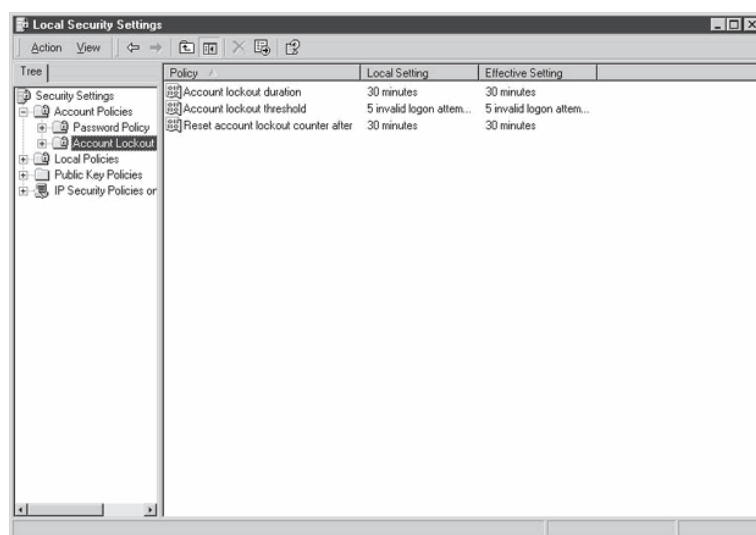 Local Security Settings
Action View
Tree
Policy Local Setting Effective Setting
Security Settings
Account Policies
Password Policy
Account Lockout
Local Policies
Public Key Policies
IP Security Policies or
Account lockout duration 30 minutes 30 minutes
Account lockout threshold 5 invalid logon attem... 5 invalid logon attem...
Reset account lockout counter after 30 minutes 30 minutes